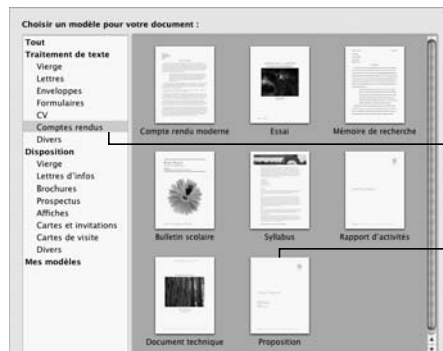 Choisir un modèle pour votre document :
Tout
Traitement de texte
Vierge
Lettres
Enveloppes
Formulaires
CV
Comptes rendus
Divers
Disposition
Vierge
Lettres d'infos
Brochures
Prospectus
Affiches
Cartes et invitations
Cartes de visite
Divers
Mes modèles
Compte rendu moderne
Essai
Mémoire de recherche
Bulletin scolaire
Syllabus
Rapport d'activités
Document technique
Proposition